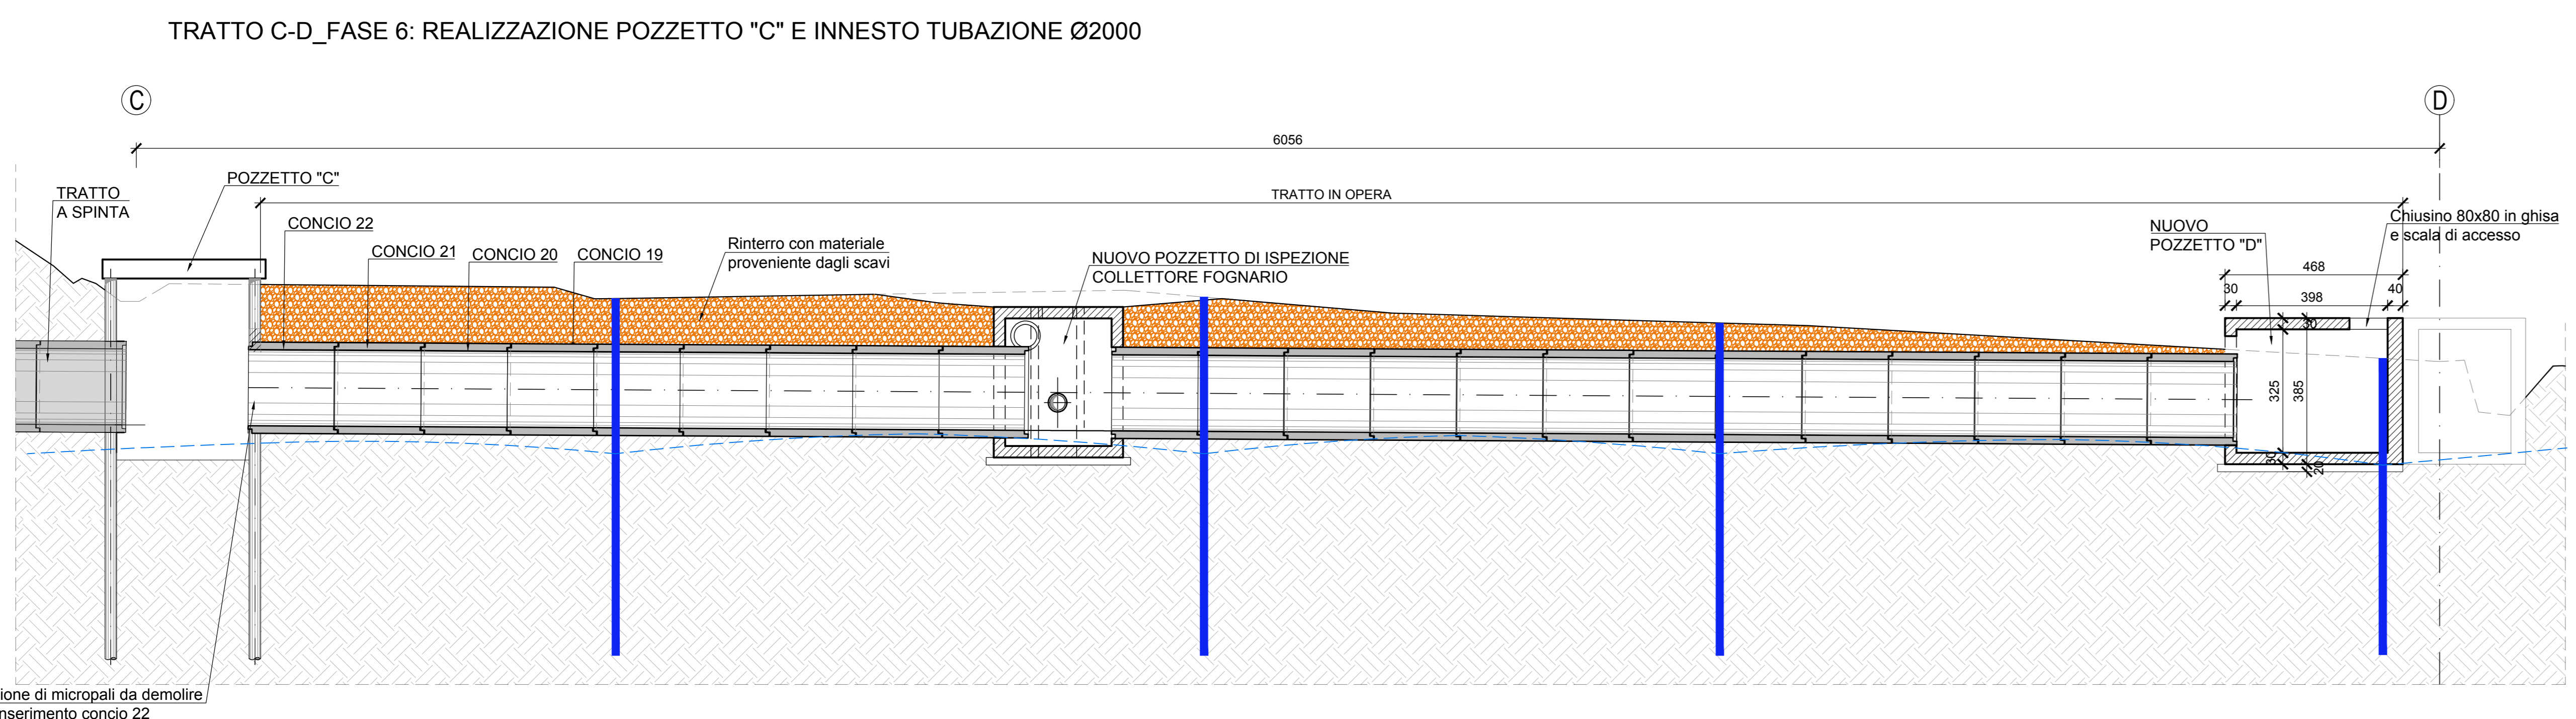 TRATTO C-D_FASE 6: REALIZZAZIONE POZZETTO "C" E INNESTO TUBAZIONE Ø2000
C
D
6056
TRATTO
A SPINTA
POZZETTO "C"
TRATTO IN OPERA
CONCIO 22
CONCIO 21
CONCIO 20
CONCIO 19
Rinterro con materiale
proveniente dagli scavi
NUOVO POZZETTO DI ISPEZIONE
COLLETTORE FOGNARIO
NUOVO
POZZETTO "D"
Chiusino 80x80 in ghisa
e scala di accesso
468
30
398
40
30
325
385
30
20
ione di micropali da demolire
nserimento concio 22